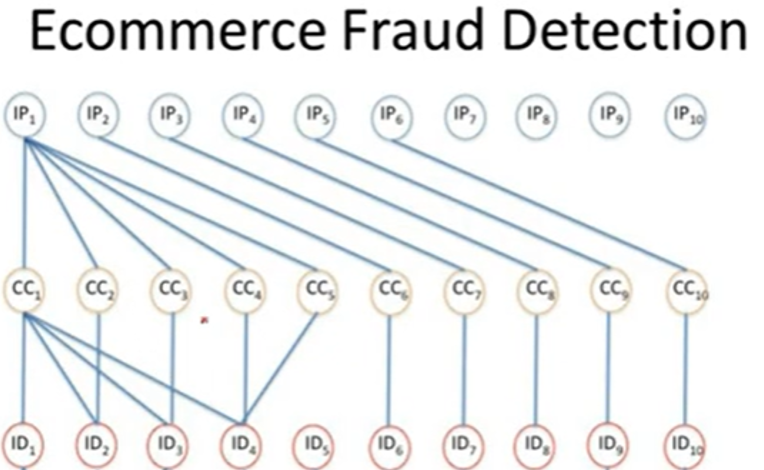 Ecommerce Fraud Detection
IP₁ IP₂ IP₃ IP₄ IP₅ IP₆ IP₇ IP₈ IP₉ IP₁₀
CC₁ CC₂ CC₃ CC₄ CC₅ CC₆ CC₇ CC₈ CC₉ CC₁₀
ID₁ ID₂ ID₃ ID₄ ID₅ ID₆ ID₇ ID₈ ID₉ ID₁₀